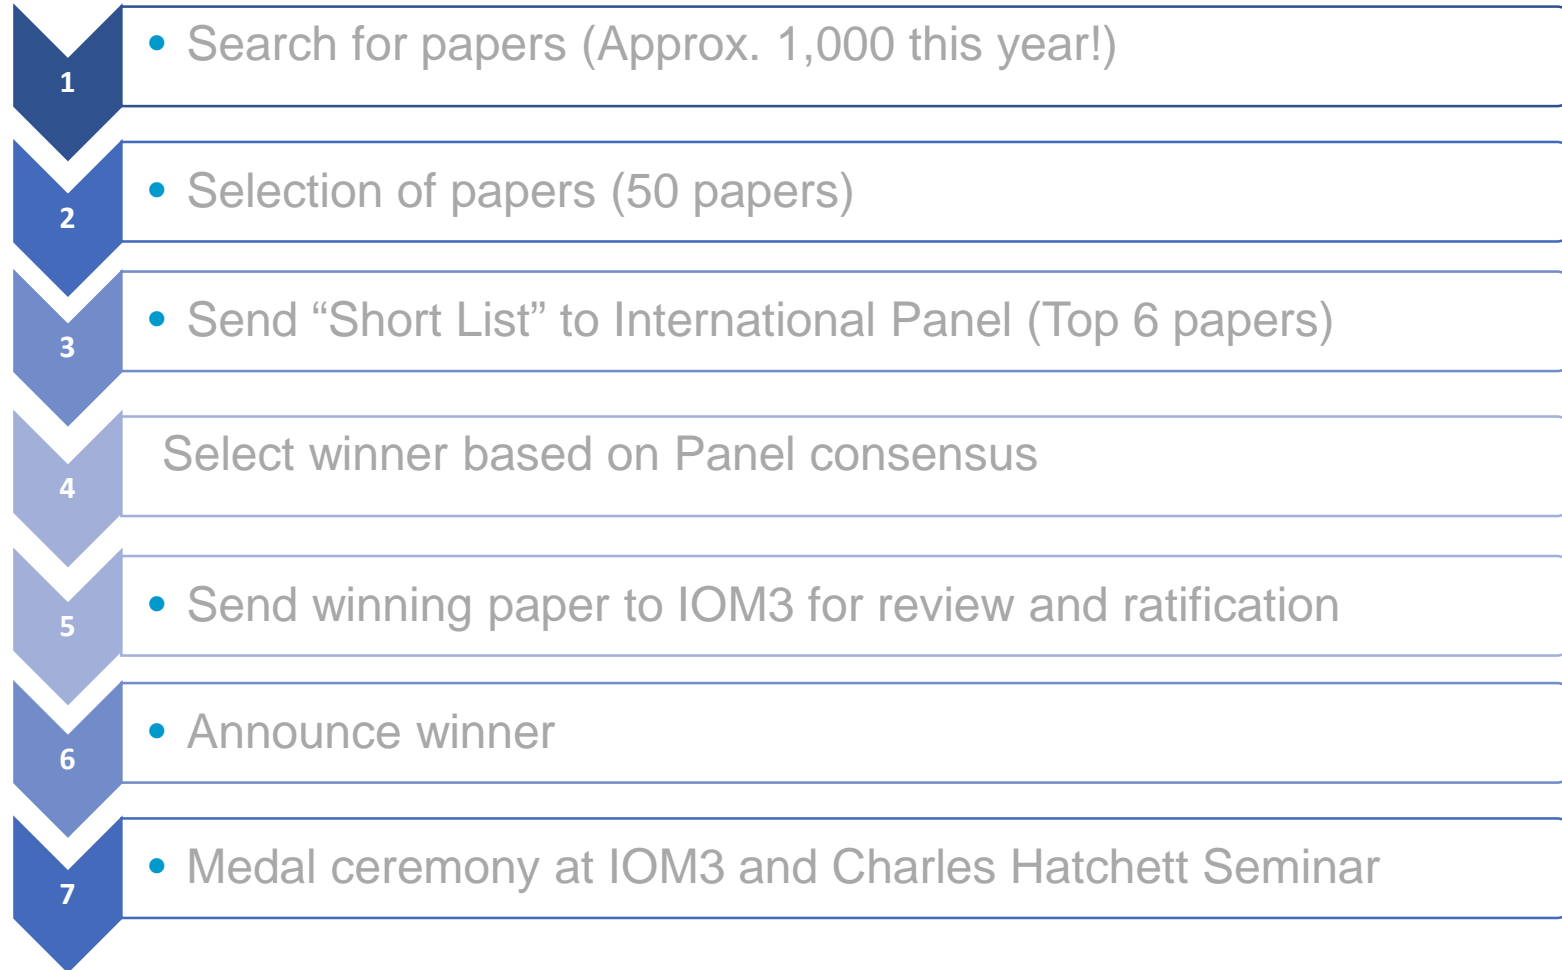 1
• Search for papers (Approx. 1,000 this year!)
2
• Selection of papers (50 papers)
3
• Send “Short List” to International Panel (Top 6 papers)
4
Select winner based on Panel consensus
5
• Send winning paper to IOM3 for review and ratification
6
• Announce winner
7
• Medal ceremony at IOM3 and Charles Hatchett Seminar